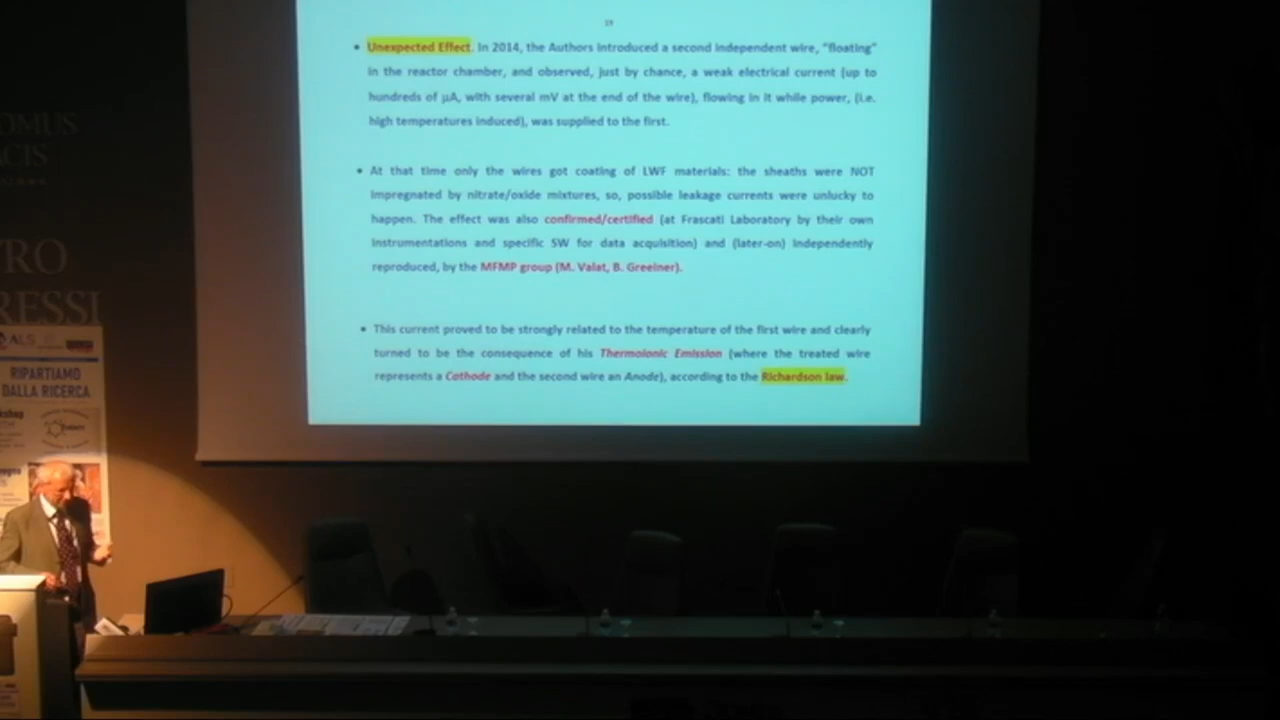 19
• Unexpected Effect. In 2014, the Authors introduced a second independent wire, "floating"
in the reactor chamber, and observed, just by chance, a weak electrical current (up to
hundreds of µA, with several mV at the end of the wire), flowing in it while power, (i.e.
high temperatures induced), was supplied to the first.
• At that time only the wires got coating of LWF materials: the sheaths were NOT
impregnated by nitrate/oxide mixtures, so, possible leakage currents were unlucky to
happen. The effect was also confirmed/certified (at Frascati Laboratory by their own
instrumentations and specific SW for data acquisition) and (later-on) independently
reproduced, by the MFMP group (M. Valat, B. Greeiner).
• This current proved to be strongly related to the temperature of the first wire and clearly
turned to be the consequence of his Thermoionic Emission (where the treated wire
represents a Cathode and the second wire an Anode), according to the Richardson law.
OMUS
ACIS
TRO
RESSI
ALS
RIPARTIAMO
DALLA RICERCA